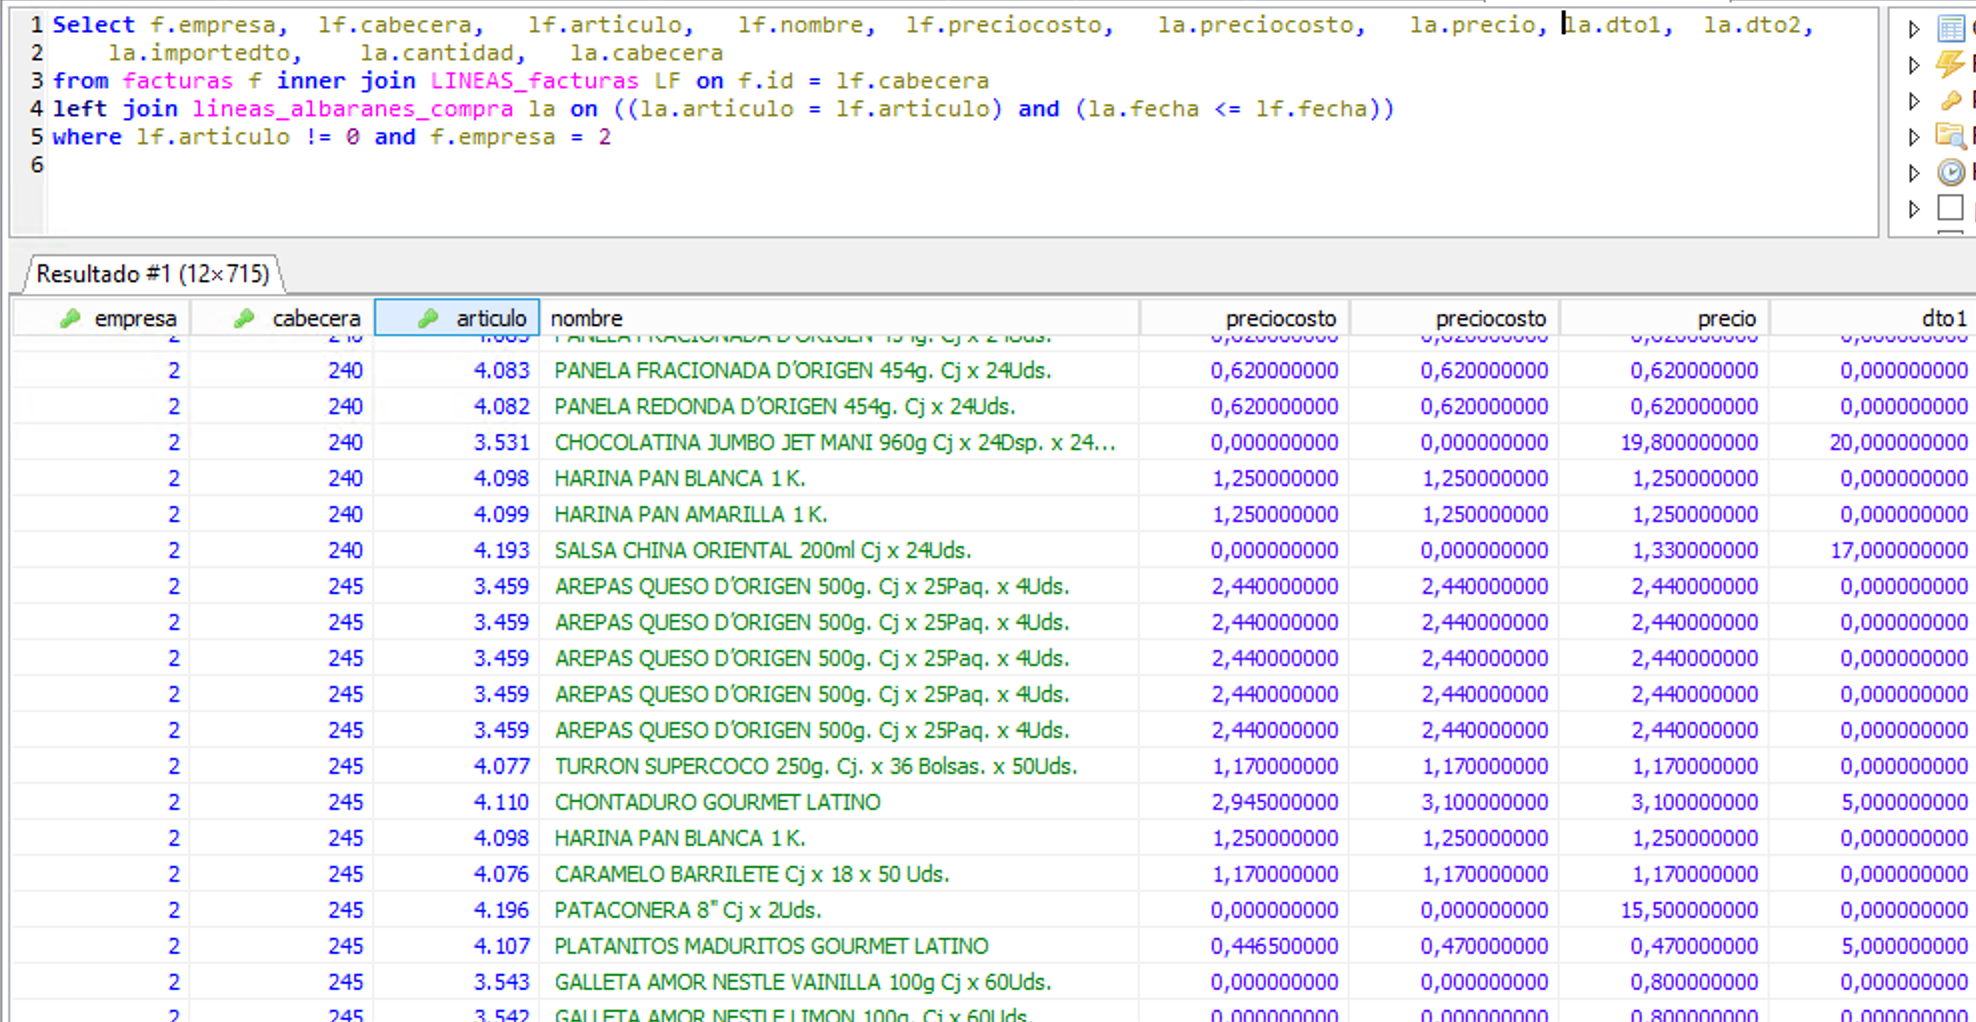 1 Select f.empresa, lf.cabecera, lf.articulo, lf.nombre, lf.preciocosto, la.preciocosto, la.precio, la.dto1, la.dto2,
2 la.importedto, la.cantidad, la.cabecera
3 from facturas f inner join LINEAS_facturas LF on f.id = lf.cabecera
4 left join lineas_albaranes_compra la on ((la.articulo = lf.articulo) and (la.fecha <= lf.fecha))
5 where lf.articulo != 0 and f.empresa = 2
6
Resultado #1 (12×715)
empresa cabecera articulo nombre preciocosto preciocosto precio dto1
2 240 4.083 PANELA FRACIONADA D'ORIGEN 454g. Cj x 24Uds. 0,620000000 0,620000000 0,620000000 0,000000000
2 240 4.082 PANELA REDONDA D'ORIGEN 454g. Cj x 24Uds. 0,620000000 0,620000000 0,620000000 0,000000000
2 240 3.531 CHOCOLATINA JUMBO JET MANI 960g Cj x 24Dsp. x 24... 0,000000000 0,000000000 19,800000000 20,000000000
2 240 4.098 HARINA PAN BLANCA 1 K. 1,250000000 1,250000000 1,250000000 0,000000000
2 240 4.099 HARINA PAN AMARILLA 1 K. 1,250000000 1,250000000 1,250000000 0,000000000
2 240 4.193 SALSA CHINA ORIENTAL 200ml Cj x 24Uds. 0,000000000 0,000000000 1,330000000 17,000000000
2 245 3.459 AREPAS QUESO D'ORIGEN 500g. Cj x 25Paq. x 4Uds. 2,440000000 2,440000000 2,440000000 0,000000000
2 245 3.459 AREPAS QUESO D'ORIGEN 500g. Cj x 25Paq. x 4Uds. 2,440000000 2,440000000 2,440000000 0,000000000
2 245 3.459 AREPAS QUESO D'ORIGEN 500g. Cj x 25Paq. x 4Uds. 2,440000000 2,440000000 2,440000000 0,000000000
2 245 3.459 AREPAS QUESO D'ORIGEN 500g. Cj x 25Paq. x 4Uds. 2,440000000 2,440000000 2,440000000 0,000000000
2 245 3.459 AREPAS QUESO D'ORIGEN 500g. Cj x 25Paq. x 4Uds. 2,440000000 2,440000000 2,440000000 0,000000000
2 245 4.077 TURRON SUPERCOCO 250g. Cj. x 36 Bolsas. x 50Uds. 1,170000000 1,170000000 1,170000000 0,000000000
2 245 4.110 CHONTADURO GOURMET LATINO 2,945000000 3,100000000 3,100000000 5,000000000
2 245 4.098 HARINA PAN BLANCA 1 K. 1,250000000 1,250000000 1,250000000 0,000000000
2 245 4.076 CARAMELO BARRILETE Cj x 18 x 50 Uds. 1,170000000 1,170000000 1,170000000 0,000000000
2 245 4.196 PATACONERA 8" Cj x 2Uds. 0,000000000 0,000000000 15,500000000 0,000000000
2 245 4.107 PLATANITOS MADURITOS GOURMET LATINO 0,446500000 0,470000000 0,470000000 5,000000000
2 245 3.543 GALLETA AMOR NESTLE VAINILLA 100g Cj x 60Uds. 0,000000000 0,000000000 0,800000000 0,000000000
2 245 3.542 GALLETA AMOR NESTLE LIMON 100g. Cj x 60Uds. 0,000000000 0,000000000 0,800000000 0,000000000